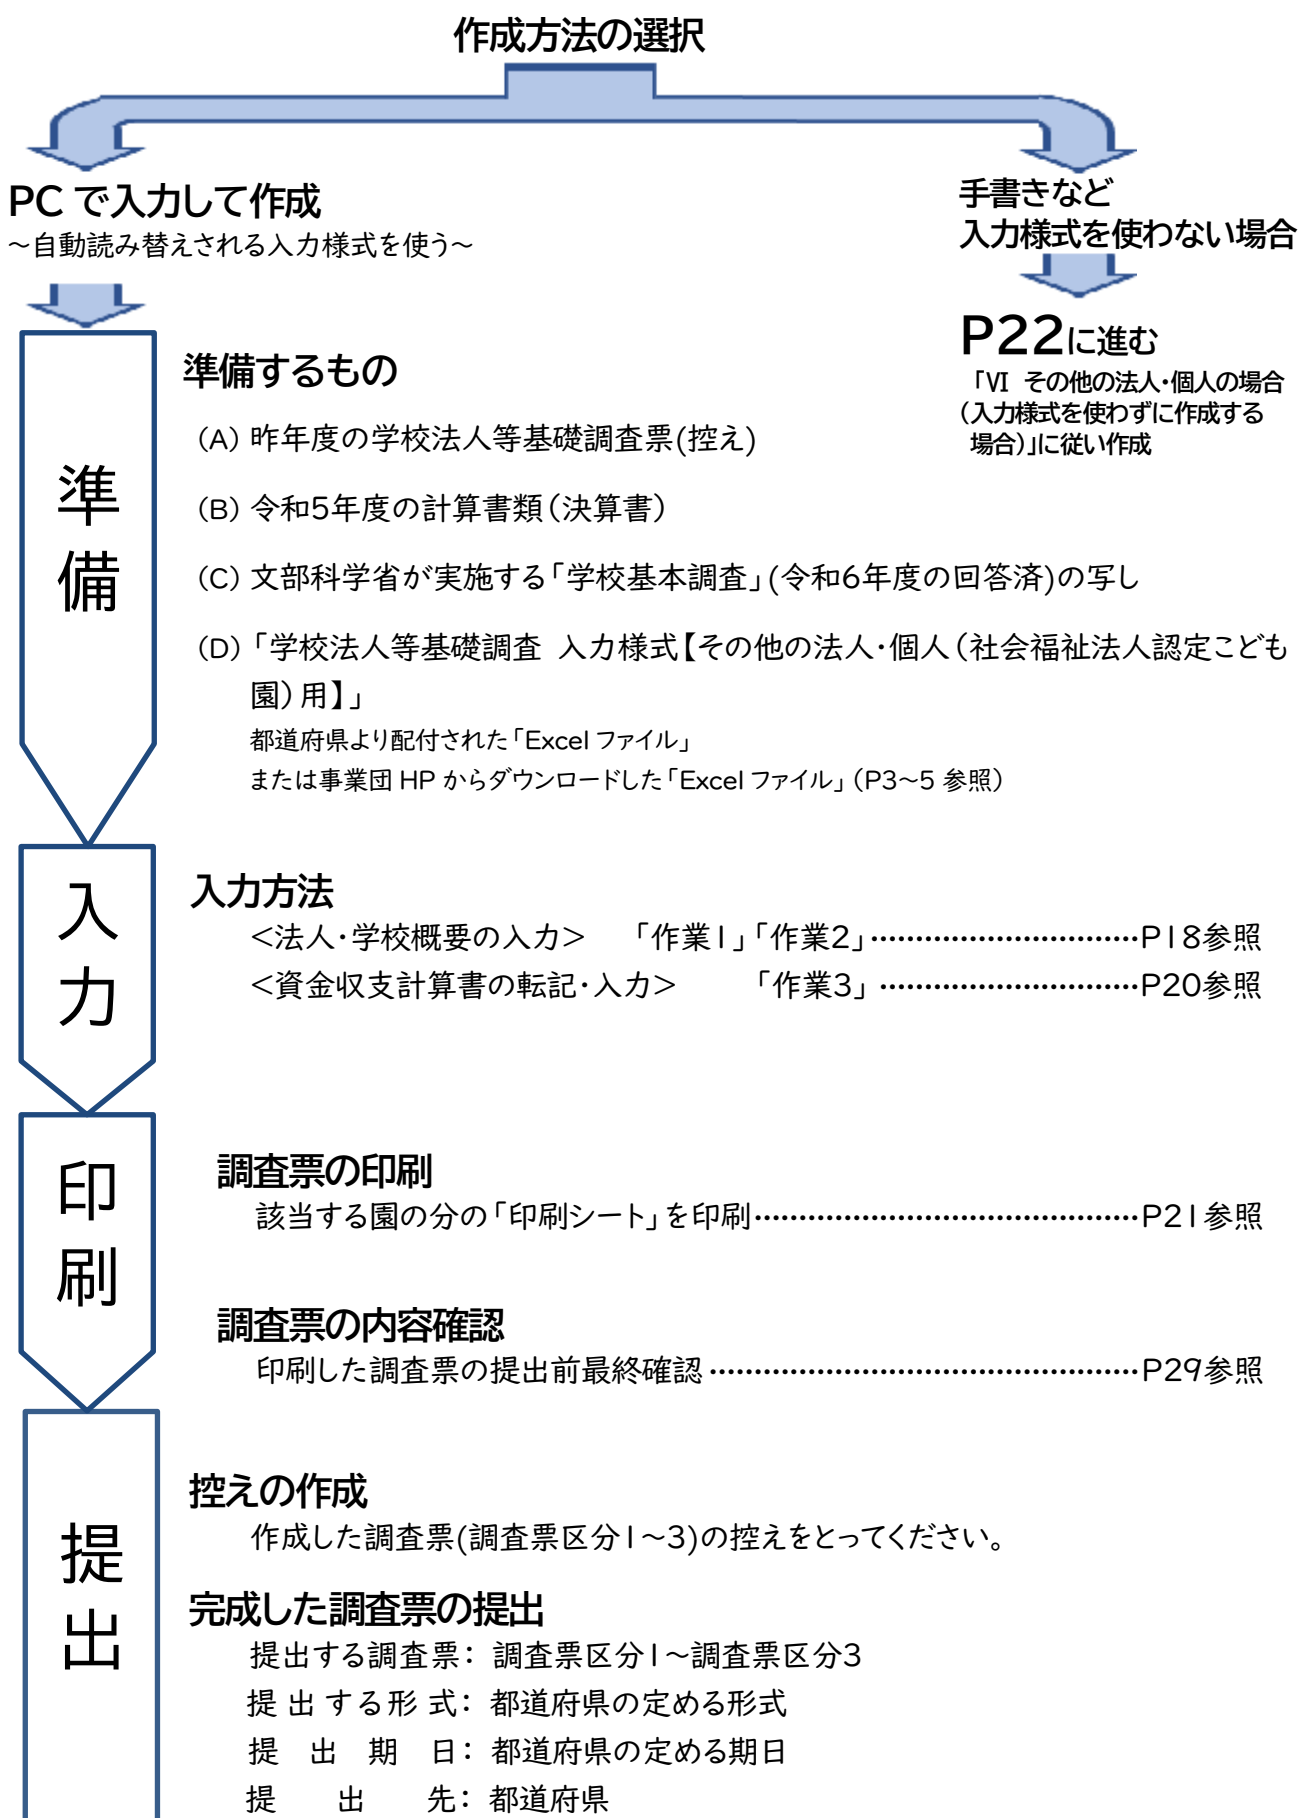 作成方法の選択
PC で入力して作成
～自動読み替えされる入力様式を使う～
手書きなど
入力様式を使わない場合
P22に進む
「Ⅵ その他の法人・個人の場合
（入力様式を使わずに作成する
場合）」に従い作成
準備
準備するもの
(A) 昨年度の学校法人等基礎調査票(控え)
(B) 令和5年度の計算書類（決算書）
(C) 文部科学省が実施する「学校基本調査」(令和6年度の回答済)の写し
(D) 「学校法人等基礎調査 入力様式【その他の法人・個人（社会福祉法人認定こども
園）用】」
都道府県より配付された「Excel ファイル」
または事業団 HP からダウンロードした「Excel ファイル」（P3～5 参照）
入力
入力方法
＜法人・学校概要の入力＞ 「作業1」「作業2」…………………………P18参照
＜資金収支計算書の転記・入力＞ 「作業3」…………………………P20参照
印刷
調査票の印刷
該当する園の分の「印刷シート」を印刷……………………………………P21参照
調査票の内容確認
印刷した調査票の提出前最終確認…………………………………………P29参照
提出
控えの作成
作成した調査票(調査票区分1～3)の控えをとってください。
完成した調査票の提出
提出する調査票： 調査票区分1～調査票区分3
提出する形式： 都道府県の定める形式
提出期日： 都道府県の定める期日
提出先： 都道府県